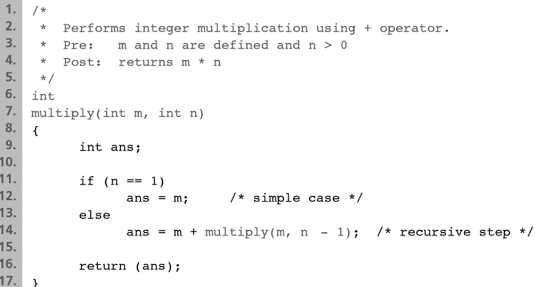 1. /*
2.  *  Performs integer multiplication using + operator.
3.  *  Pre:   m and n are defined and n > 0
4.  *  Post:  returns m * n
5.  */
6. int
7. multiply(int m, int n)
8. {
9.       int ans;
10.
11.       if (n == 1)
12.             ans = m;     /* simple case */
13.       else
14.             ans = m + multiply(m, n - 1);  /* recursive step */
15.
16.       return (ans);
17. }